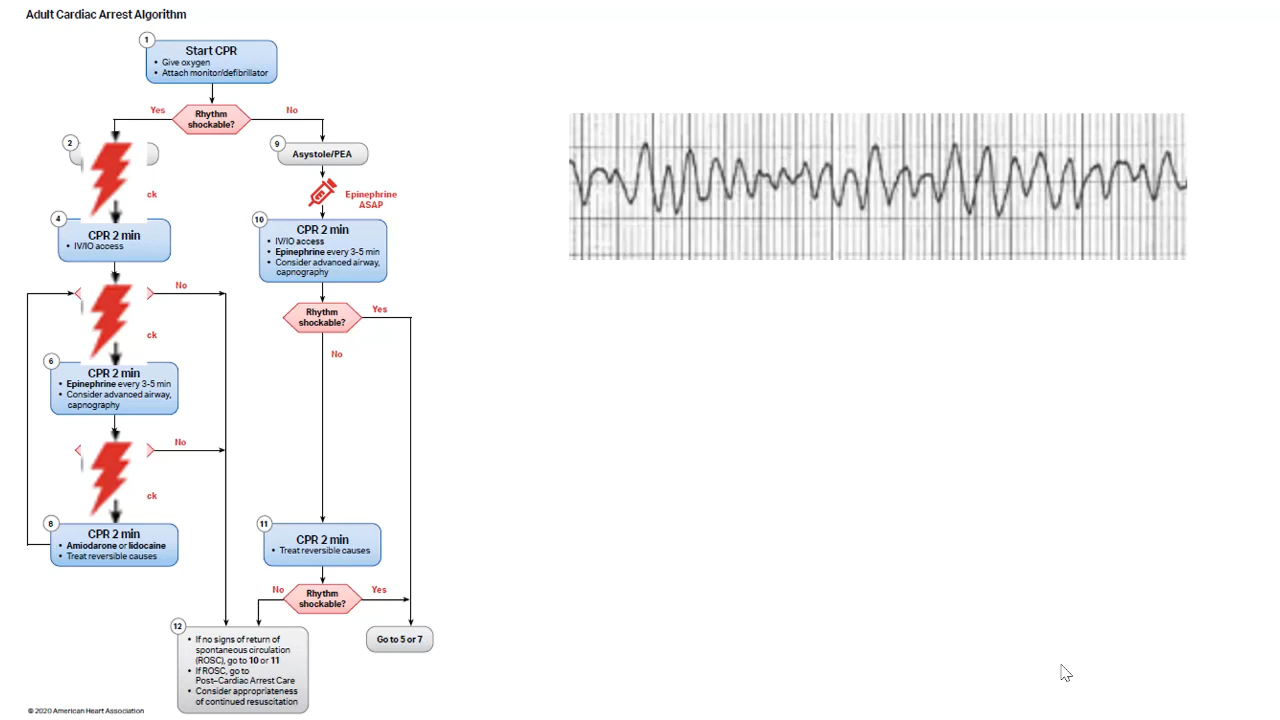 Adult Cardiac Arrest Algorithm
1
Start CPR
• Give oxygen
• Attach monitor/defibrillator
Rhythm
shockable?
Yes
No
2
ck
4
CPR 2 min
• IV/IO access
No
ck
6
CPR 2 min
• Epinephrine every 3-5 min
• Consider advanced airway,
capnography
No
ck
8
CPR 2 min
• Amiodarone or lidocaine
• Treat reversible causes
9
Asystole/PEA
Epinephrine
ASAP
10
CPR 2 min
• IV/IO access
• Epinephrine every 3-5 min
• Consider advanced airway,
capnography
Rhythm
shockable?
Yes
No
11
CPR 2 min
• Treat reversible causes
Rhythm
shockable?
No
Yes
12
• If no signs of return of
spontaneous circulation
(ROSC), go to 10 or 11
• If ROSC, go to
Post–Cardiac Arrest Care
• Consider appropriateness
of continued resuscitation
Go to 5 or 7
© 2020 American Heart Association